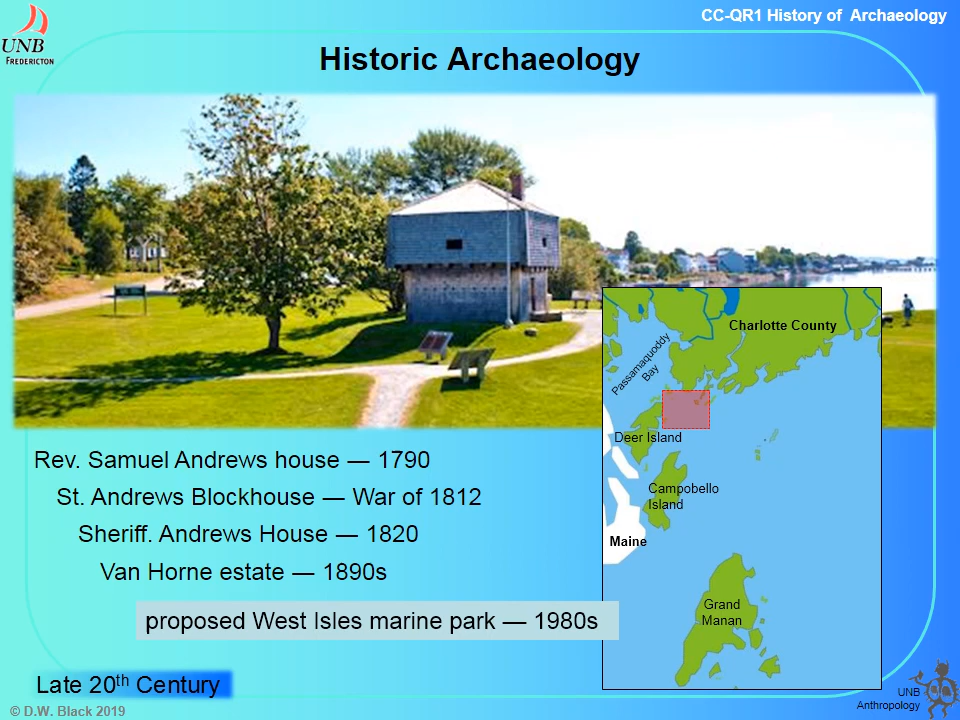 CC-QR1 History of Archaeology
UNB
FREDERICTON
Historic Archaeology
Charlotte County
Passamaquoddy
Bay
Deer Island
Campobello
Island
Maine
Grand
Manan
Rev. Samuel Andrews house — 1790
St. Andrews Blockhouse — War of 1812
Sheriff. Andrews House — 1820
Van Horne estate — 1890s
proposed West Isles marine park — 1980s
Late 20th Century
© D.W. Black 2019
UNB
Anthropology